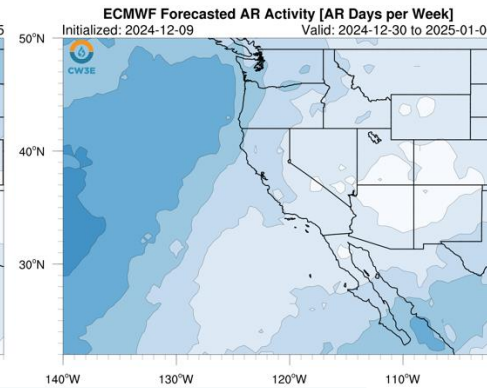 5
ECMWF Forecasted AR Activity [AR Days per Week]
Initialized: 2024-12-09
Valid: 2024-12-30 to 2025-01-0
CW3E
50°N
40°N
30°N
140°W
130°W
120°W
110°W